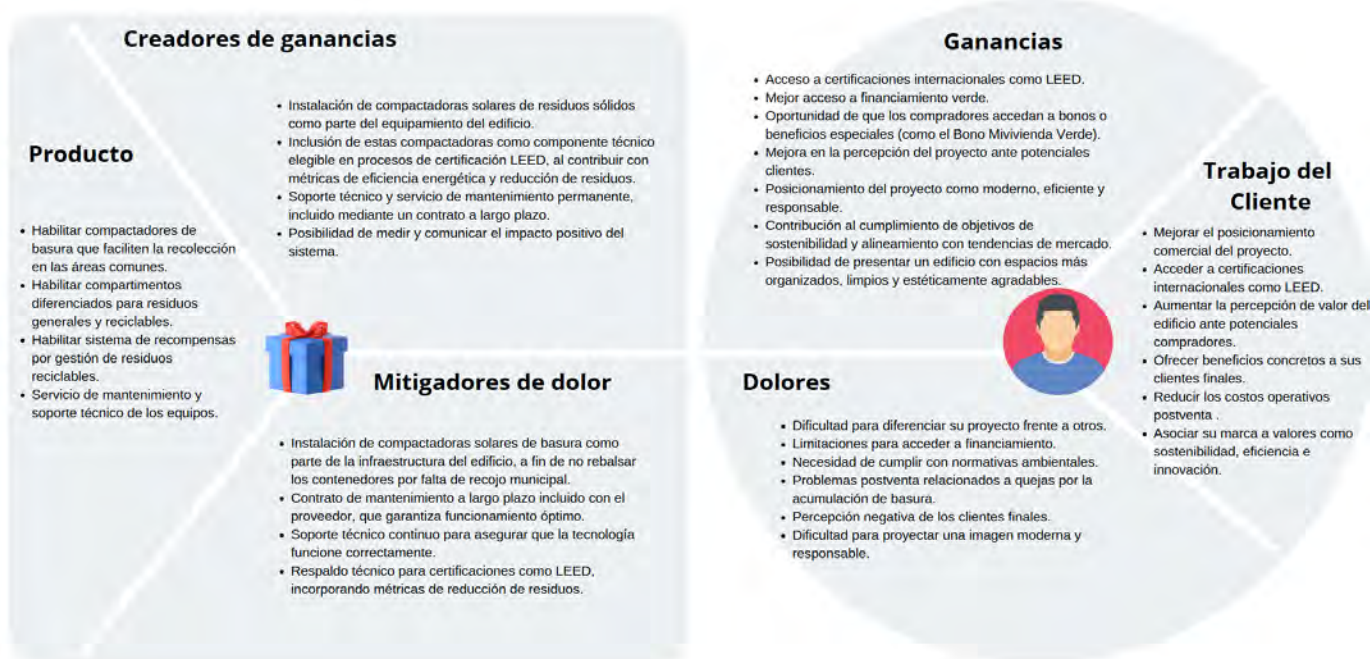 Creadores de ganancias
• Instalación de compactadoras solares de residuos sólidos
como parte del equipamiento del edificio.
• Inclusión de estas compactadoras como componente técnico
elegible en procesos de certificación LEED, al contribuir con
métricas de eficiencia energética y reducción de residuos.
• Soporte técnico y servicio de mantenimiento permanente,
incluido mediante un contrato a largo plazo.
• Posibilidad de medir y comunicar el impacto positivo del
sistema.
Producto
• Habilitar compactadores de
basura que faciliten la recolección
en las áreas comunes.
• Habilitar compartimentos
diferenciados para residuos
generales y reciclables.
• Habilitar sistema de recompensas
por gestión de residuos
reciclables.
• Servicio de mantenimiento y
soporte técnico de los equipos.
Mitigadores de dolor
• Instalación de compactadoras solares de basura como
parte de la infraestructura del edificio, a fin de no rebalsar
los contenedores por falta de recojo municipal.
• Contrato de mantenimiento a largo plazo incluido con el
proveedor, que garantiza funcionamiento óptimo.
• Soporte técnico continuo para asegurar que la tecnología
funcione correctamente.
• Respaldo técnico para certificaciones como LEED,
incorporando métricas de reducción de residuos.
Ganancias
• Acceso a certificaciones internacionales como LEED.
• Mejor acceso a financiamiento verde.
• Oportunidad de que los compradores accedan a bonos o
beneficios especiales (como el Bono Mivivienda Verde).
• Mejora en la percepción del proyecto ante potenciales
clientes.
• Posicionamiento del proyecto como moderno, eficiente y
responsable.
• Contribución al cumplimiento de objetivos de
sostenibilidad y alineamiento con tendencias de mercado.
• Posibilidad de presentar un edificio con espacios más
organizados, limpios y estéticamente agradables.
Trabajo del
Cliente
• Mejorar el posicionamiento
comercial del proyecto.
• Acceder a certificaciones
internacionales como LEED.
• Aumentar la percepción de valor del
edificio ante potenciales
compradores.
• Ofrecer beneficios concretos a sus
clientes finales.
• Reducir los costos operativos
postventa .
• Asociar su marca a valores como
sostenibilidad, eficiencia e
innovación.
Dolores
• Dificultad para diferenciar su proyecto frente a otros.
• Limitaciones para acceder a financiamiento.
• Necesidad de cumplir con normativas ambientales.
• Problemas postventa relacionados a quejas por la
acumulación de basura.
• Percepción negativa de los clientes finales.
• Dificultad para proyectar una imagen moderna y
responsable.